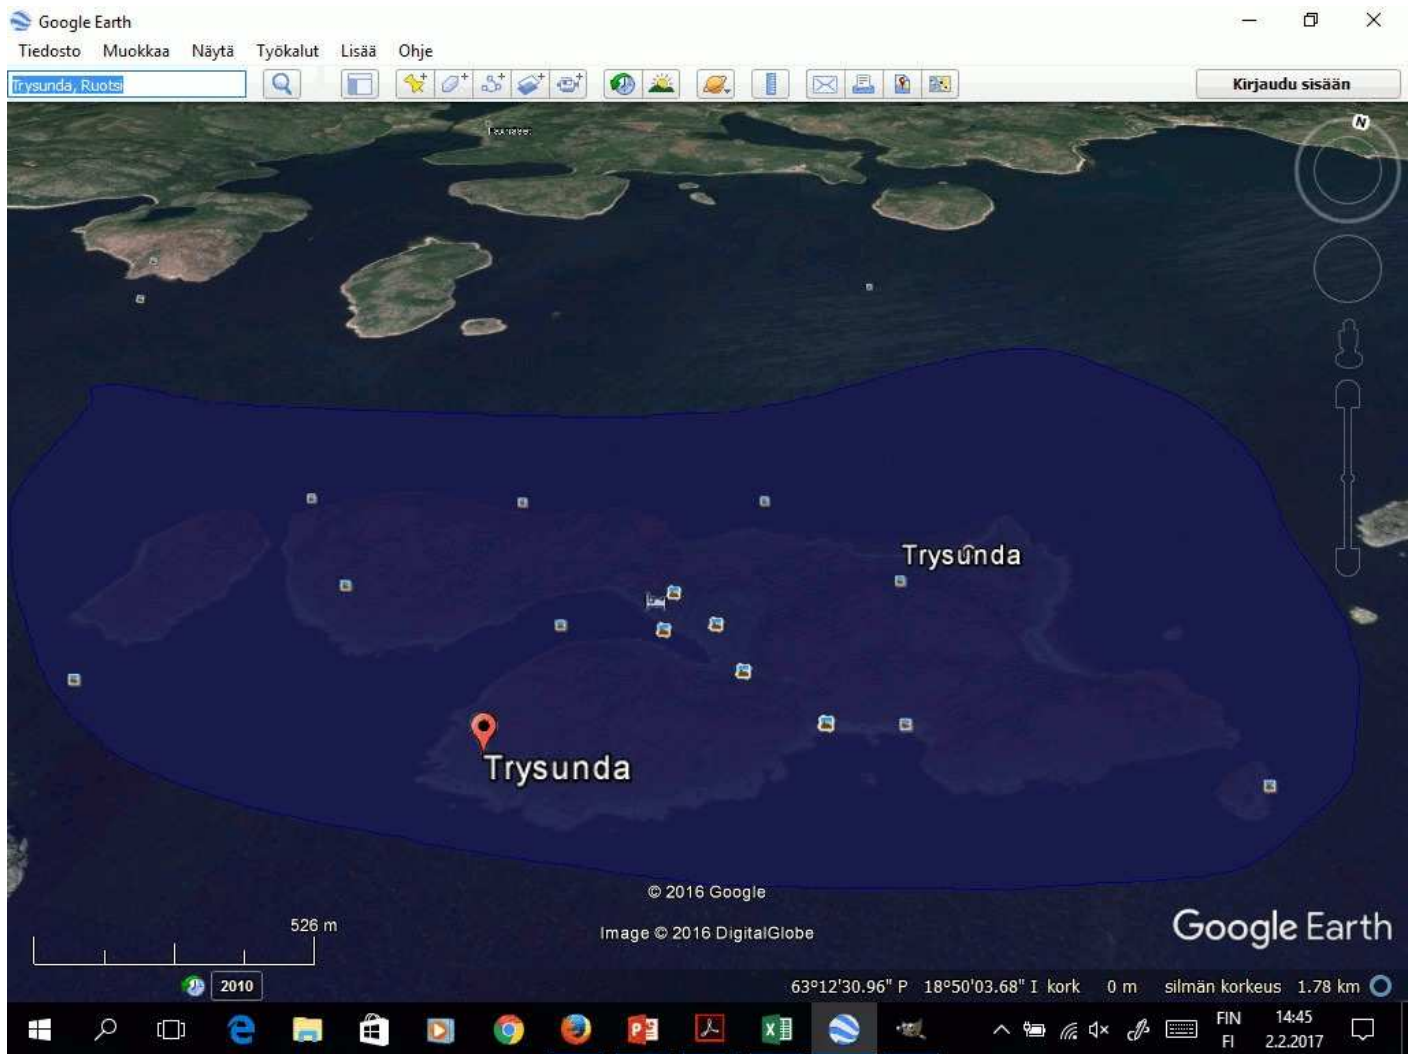 Google Earth
Tiedosto Muokkaa Näytä Työkalut Lisää Ohje
Trysunda, Ruotsi
Kirjaudu sisään
N
Trysunda
Trysunda
© 2016 Google
526 m
Image © 2016 DigitalGlobe
Google Earth
2010
63°12'30.96" P 18°50'03.68" I kork 0 m silmän korkeus 1.78 km
FIN 14:45
FI 2.2.2017